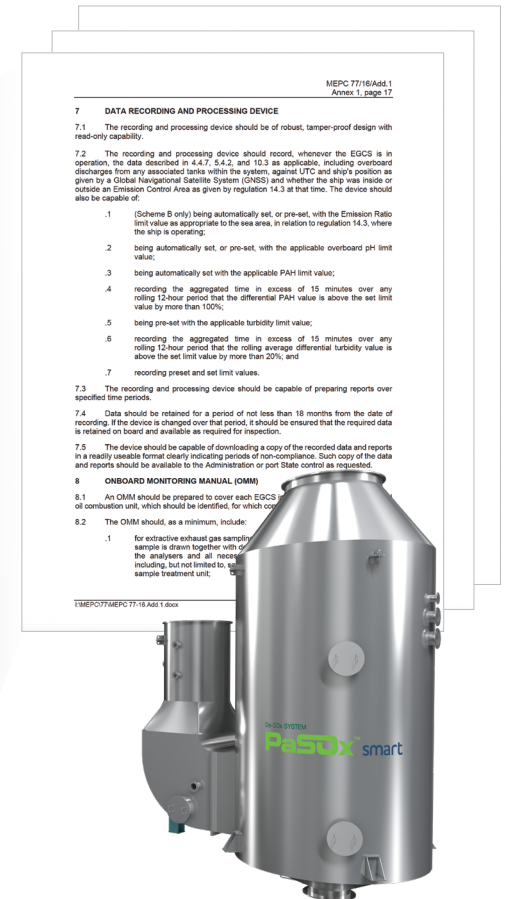 MEPC 77/16/Add.1
Annex 1, page 17
7 DATA RECORDING AND PROCESSING DEVICE
7.1 The recording and processing device should be of robust, tamper-proof design with
read-only capability.
7.2 The recording and processing device should record, whenever the EGCS is in
operation, the data described in 4.4.7, 5.4.2, and 10.3 as applicable, including overboard
discharges from any associated tanks within the system, against UTC and ship's position as
given by a Global Navigational Satellite System (GNSS) and whether the ship was inside or
outside an Emission Control Area as given by regulation 14.3 at that time. The device should
also be capable of:
.1 (Scheme B only) being automatically set, or pre-set, with the Emission Ratio
limit value as appropriate to the sea area, in relation to regulation 14.3, where
the ship is operating;
.2 being automatically set, or pre-set, with the applicable overboard pH limit
value;
.3 being automatically set with the applicable PAH limit value;
.4 recording the aggregated time in excess of 15 minutes over any
rolling 12-hour period that the differential PAH value is above the set limit
value by more than 100%;
.5 being pre-set with the applicable turbidity limit value;
.6 recording the aggregated time in excess of 15 minutes over any
rolling 12-hour period that the rolling average differential turbidity value is
above the set limit value by more than 20%; and
.7 recording preset and set limit values.
7.3 The recording and processing device should be capable of preparing reports over
specified time periods.
7.4 Data should be retained for a period of not less than 18 months from the date of
recording. If the device is changed over that period, it should be ensured that the required data
is retained on board and available as required for inspection.
7.5 The device should be capable of downloading a copy of the recorded data and reports
in a readily useable format clearly indicating periods of non-compliance. Such copy of the data
and reports should be available to the Administration or port State control as requested.
8 ONBOARD MONITORING MANUAL (OMM)
8.1 An OMM should be prepared to cover each EGCS
oil combustion unit, which should be identified, for which
8.2 The OMM should, as a minimum, include:
.1 for extractive exhaust gas sampling
sample is drawn together with
the analysers and all
including, but not limited to,
sample treatment unit;
I:\MEPC\77\MEPC 77-16.Add.1.docx
De-SOx SYSTEM
PaSOx™ smart